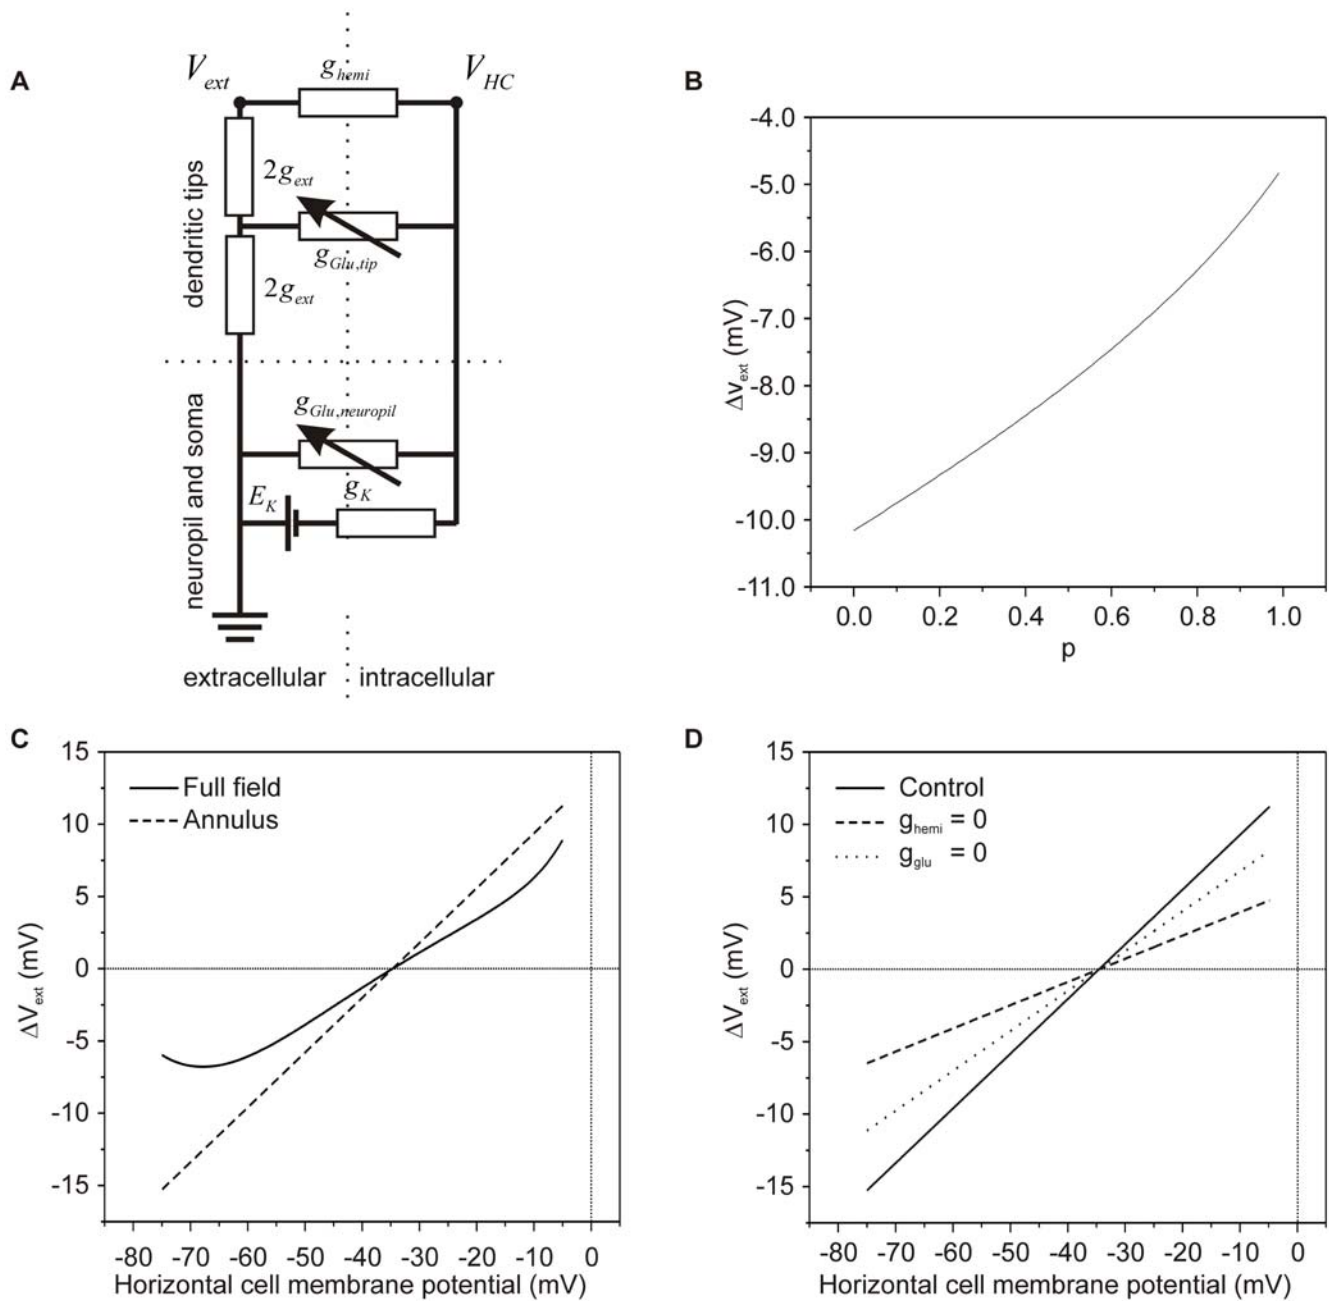 A
V_ext
g_hemi
V_HC
2g_ext
g_Glu,tip
2g_ext
dendritic tips
g_Glu,neuropil
E_K
g_K
neuropil and soma
extracellular
intracellular
B
-4.0
-5.0
-6.0
-7.0
-8.0
-9.0
-10.0
-11.0
Δv_ext (mV)
0.0 0.2 0.4 0.6 0.8 1.0
p
C
15
10
5
0
-5
-10
-15
ΔV_ext (mV)
Full field
Annulus
-80 -70 -60 -50 -40 -30 -20 -10 0
Horizontal cell membrane potential (mV)
D
15
10
5
0
-5
-10
-15
ΔV_ext (mV)
Control
g_hemi = 0
g_glu = 0
-80 -70 -60 -50 -40 -30 -20 -10 0
Horizontal cell membrane potential (mV)